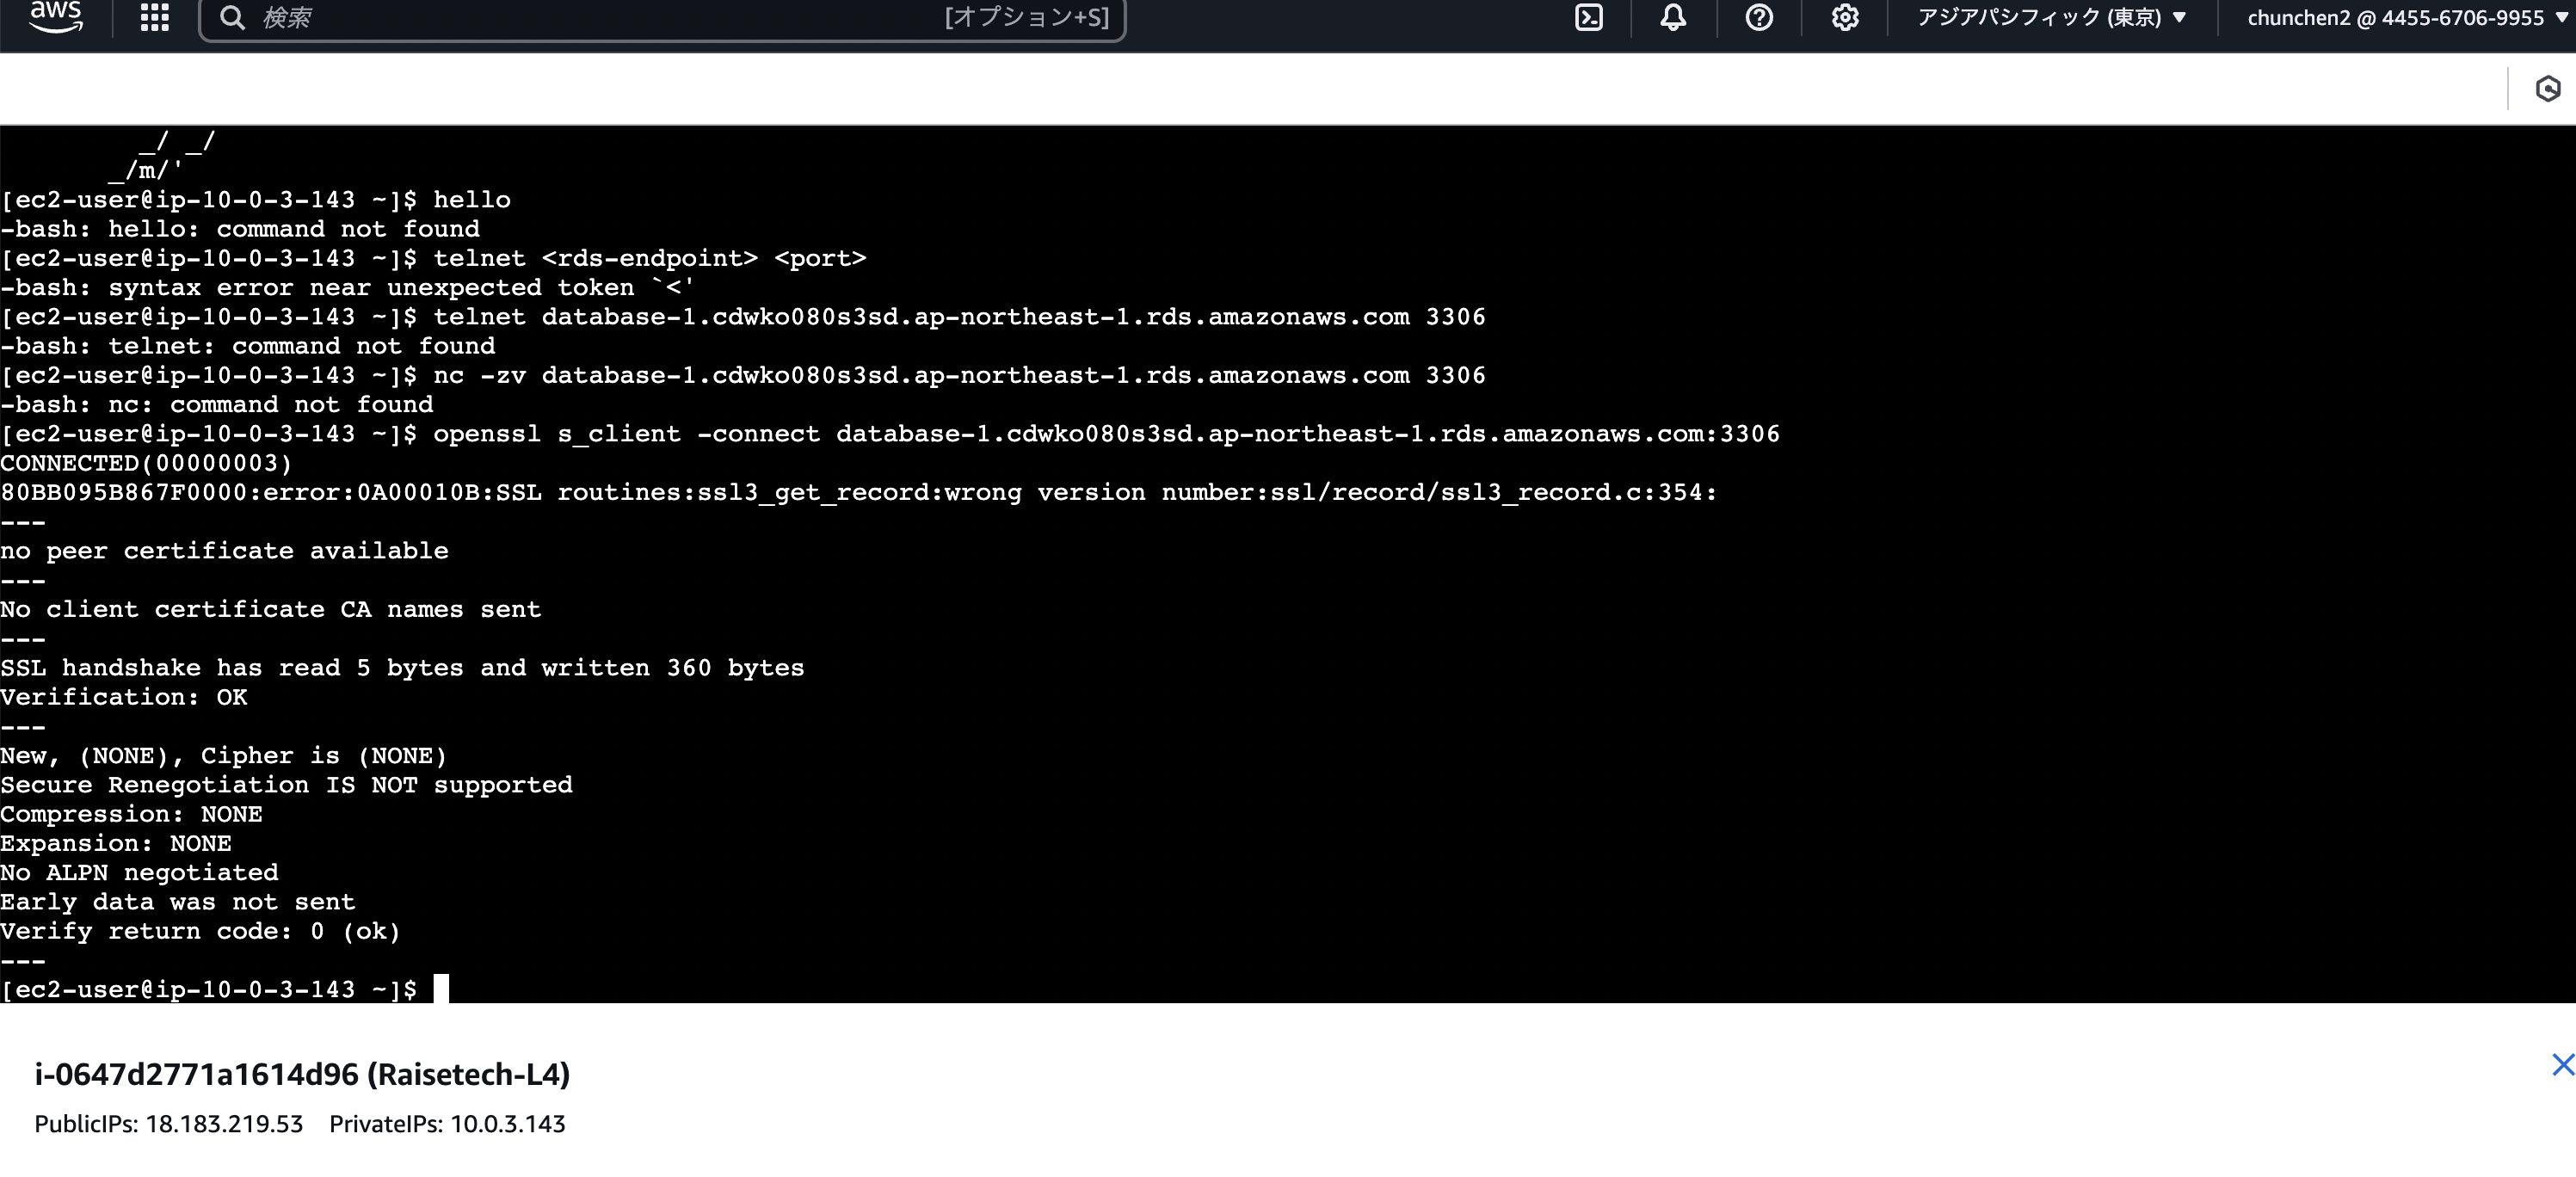 aws
検索
[オプション+S]
アジアパシフィック (東京) ▼
chunchen2 @ 4455-6706-9955 ▼
_/ _/
_/m/'
[ec2-user@ip-10-0-3-143 ~]$ hello
-bash: hello: command not found
[ec2-user@ip-10-0-3-143 ~]$ telnet <rds-endpoint> <port>
-bash: syntax error near unexpected token `<'
[ec2-user@ip-10-0-3-143 ~]$ telnet database-1.cdwko080s3sd.ap-northeast-1.rds.amazonaws.com 3306
-bash: telnet: command not found
[ec2-user@ip-10-0-3-143 ~]$ nc -zv database-1.cdwko080s3sd.ap-northeast-1.rds.amazonaws.com 3306
-bash: nc: command not found
[ec2-user@ip-10-0-3-143 ~]$ openssl s_client -connect database-1.cdwko080s3sd.ap-northeast-1.rds.amazonaws.com:3306
CONNECTED(00000003)
80BB095B867F0000:error:0A00010B:SSL routines:ssl3_get_record:wrong version number:ssl/record/ssl3_record.c:354:
---
no peer certificate available
---
No client certificate CA names sent
---
SSL handshake has read 5 bytes and written 360 bytes
Verification: OK
---
New, (NONE), Cipher is (NONE)
Secure Renegotiation IS NOT supported
Compression: NONE
Expansion: NONE
No ALPN negotiated
Early data was not sent
Verify return code: 0 (ok)
---
[ec2-user@ip-10-0-3-143 ~]$
i-0647d2771a1614d96 (Raisetech-L4)
PublicIPs: 18.183.219.53 PrivateIPs: 10.0.3.143